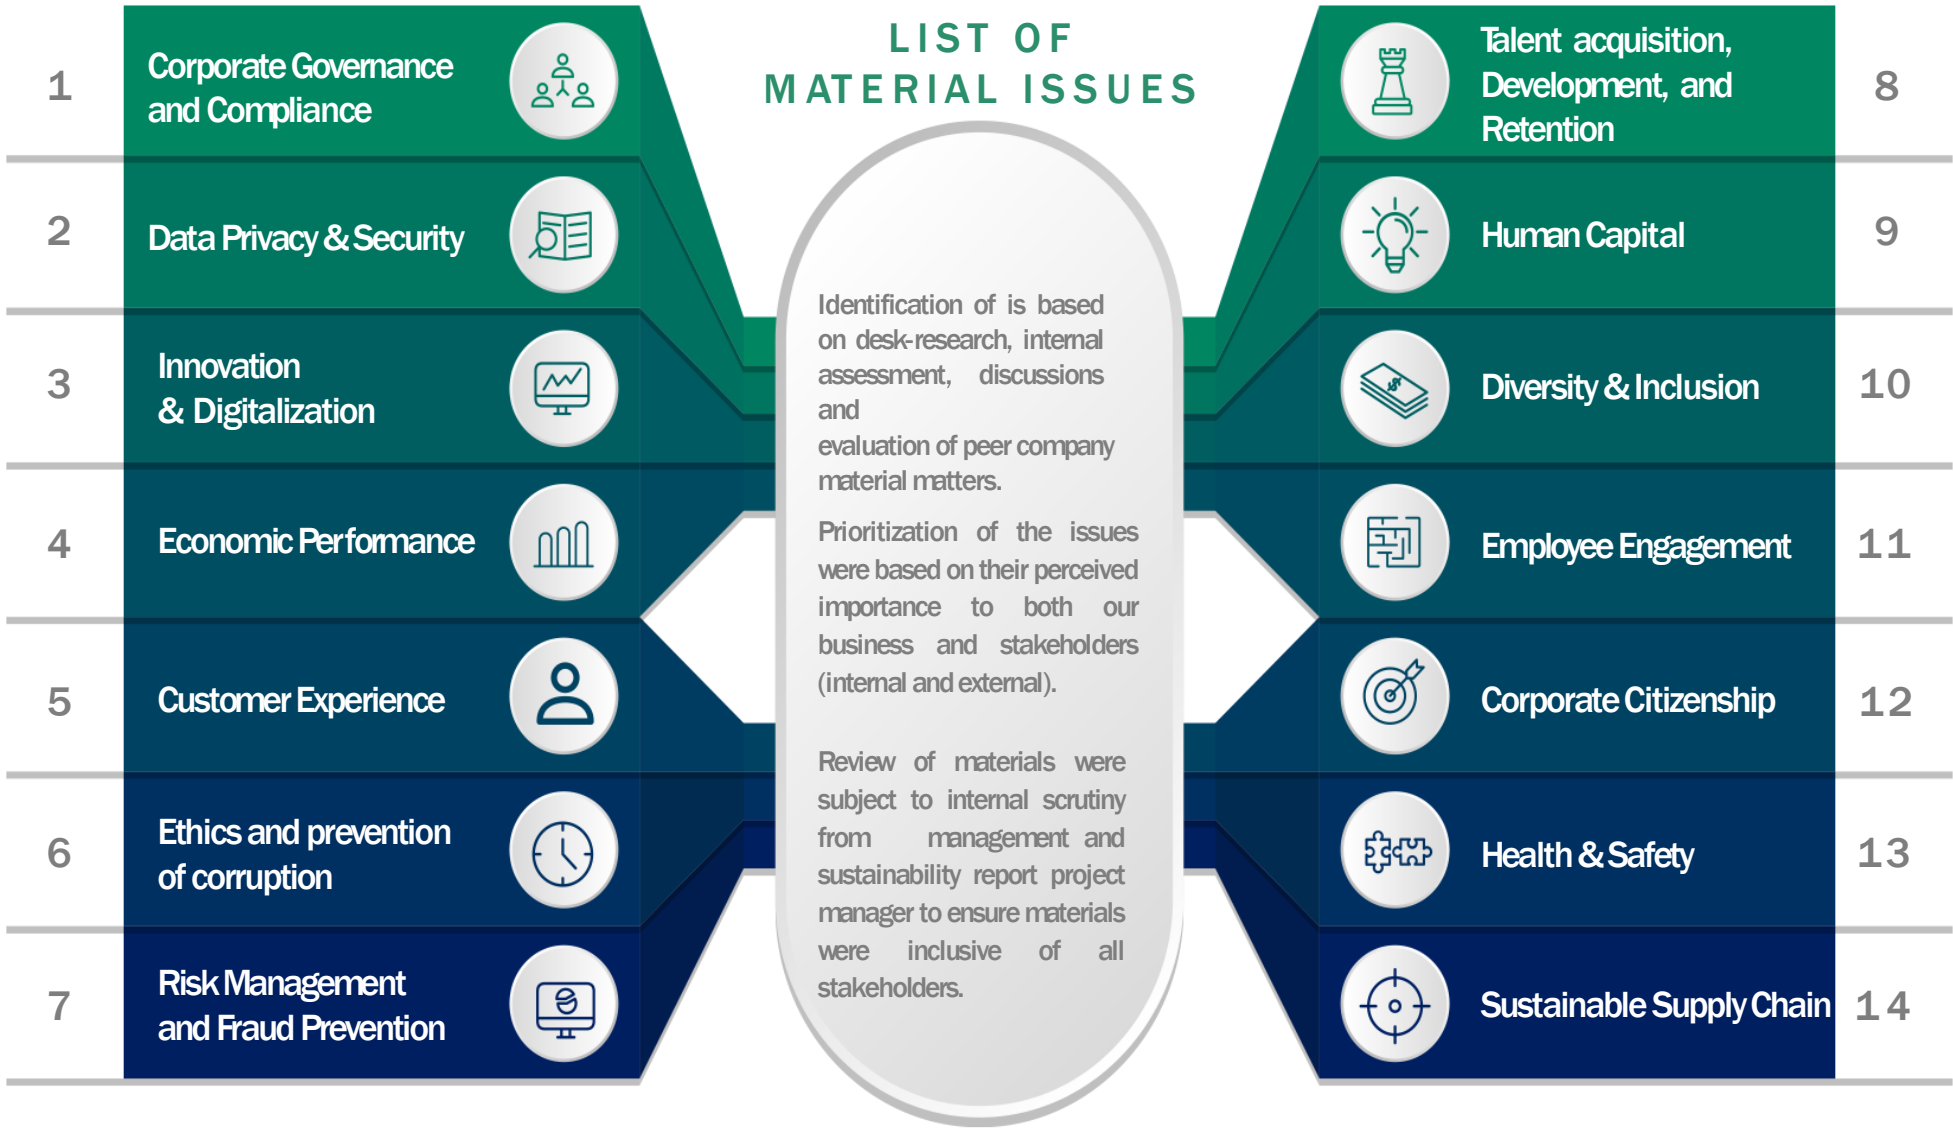 LIST OF
MATERIAL ISSUES
1
Corporate Governance
and Compliance
2
Data Privacy & Security
3
Innovation
& Digitalization
4
Economic Performance
5
Customer Experience
6
Ethics and prevention
of corruption
7
Risk Management
and Fraud Prevention
Identification of is based
on desk-research, internal
assessment, discussions
and
evaluation of peer company
material matters.
Prioritization of the issues
were based on their perceived
importance to both our
business and stakeholders
(internal and external).
Review of materials were
subject to internal scrutiny
from management and
sustainability report project
manager to ensure materials
were inclusive of all
stakeholders.
Talent acquisition,
Development, and
Retention
8
Human Capital
9
Diversity & Inclusion
10
Employee Engagement
11
Corporate Citizenship
12
Health & Safety
13
Sustainable Supply Chain
14